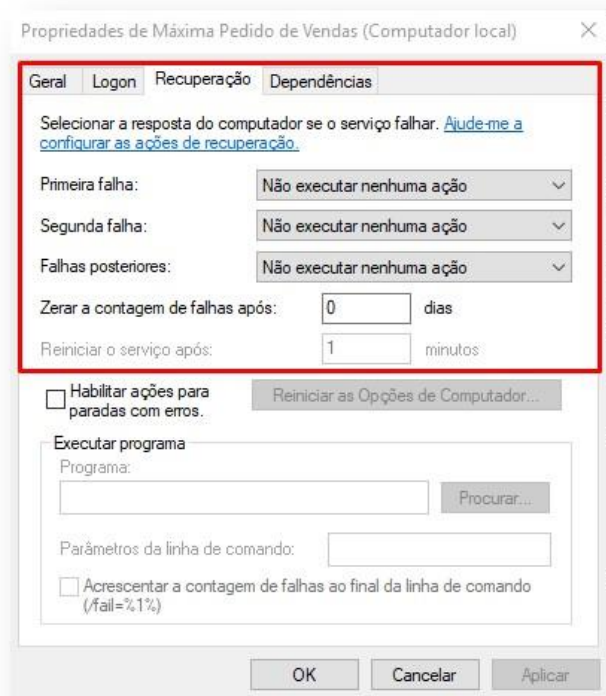 Propriedades de Máxima Pedido de Vendas (Computador local)
Geral Logon Recuperação Dependências
Selecionar a resposta do computador se o serviço falhar. Ajude-me a
configurar as ações de recuperação.
Primeira falha: Não executar nenhuma ação
Segunda falha: Não executar nenhuma ação
Falhas posteriores: Não executar nenhuma ação
Zerar a contagem de falhas após: 0 dias
Reiniciar o serviço após: 1 minutos
Habilitar ações para
paradas com erros.
Reiniciar as Opções de Computador...
Executar programa
Programa:
Procurar...
Parâmetros da linha de comando:
Acrescentar a contagem de falhas ao final da linha de comando
(/fail=%1%)
OK Cancelar Aplicar